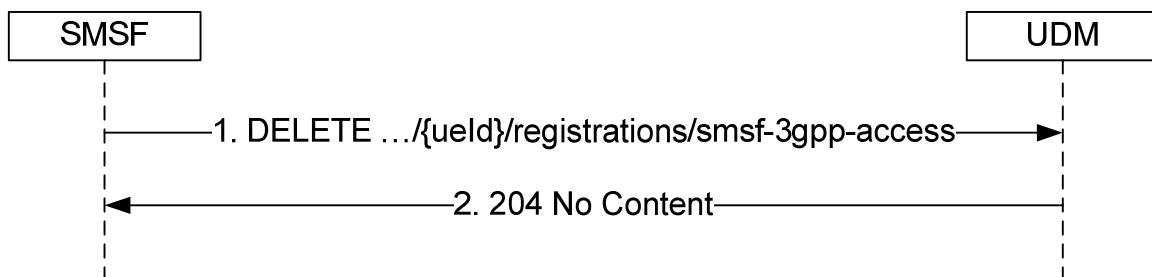 SMSF
UDM
1. DELETE …/{ueId}/registrations/smsf-3gpp-access
2. 204 No Content